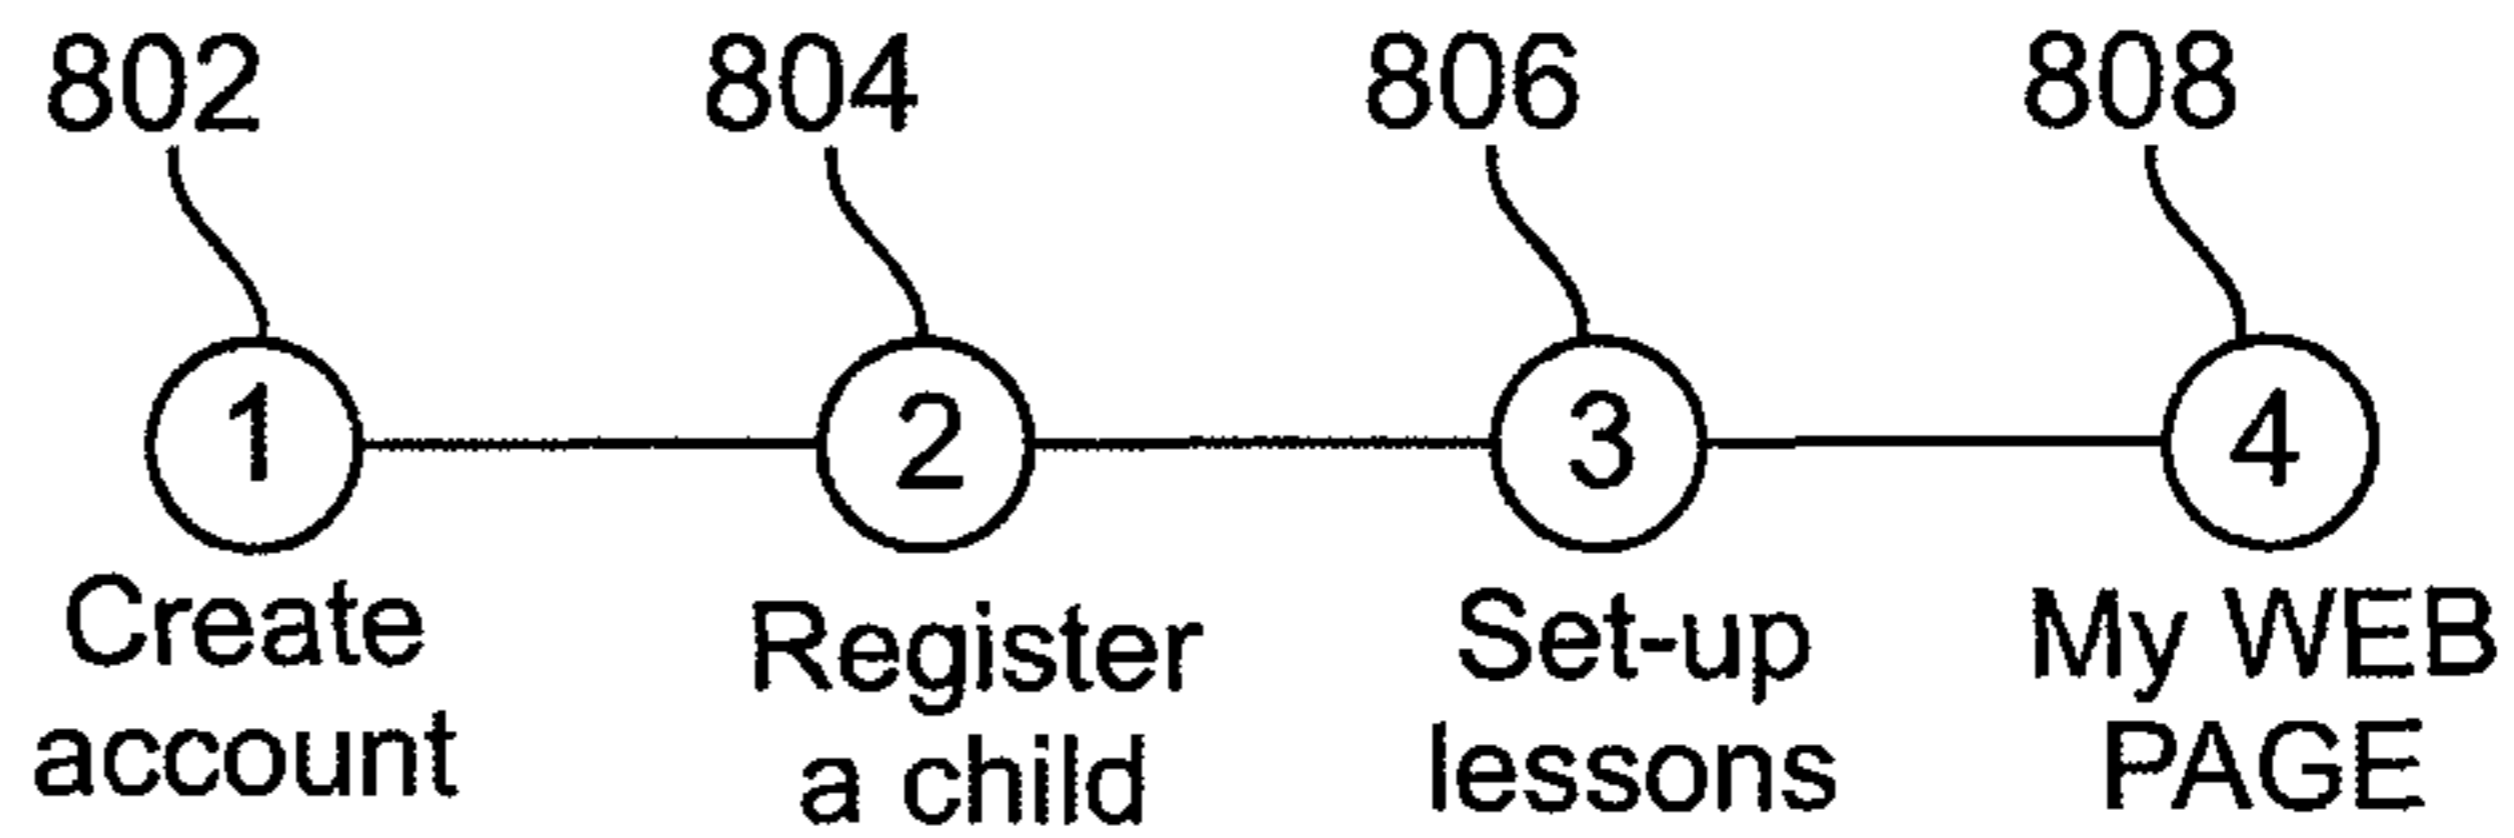 802 804 806 808
1 2 3 4
Create account
Register a child
Set-up lessons
My WEB PAGE